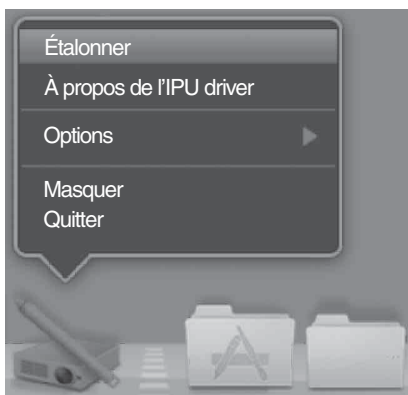 Étalonner
À propos de l'IPU driver
Options
Masquer
Quitter